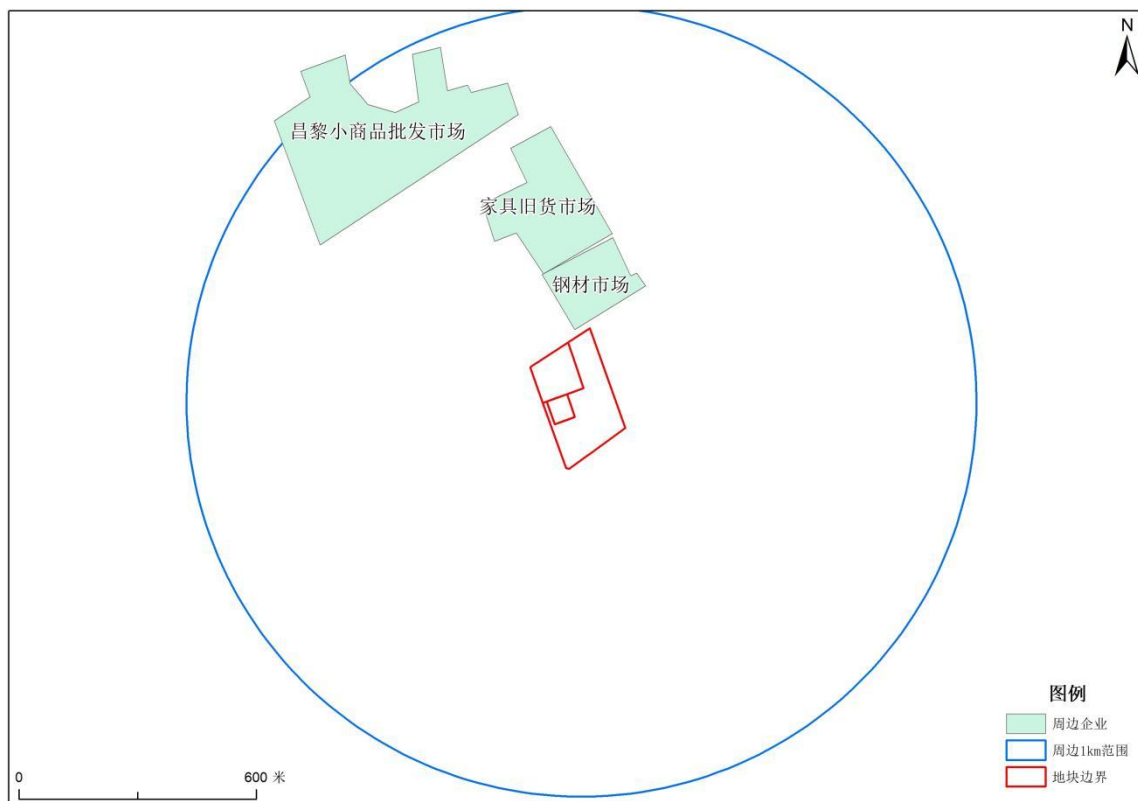 N
昌黎小商品批发市场
家具旧货市场
钢材市场
图例
周边企业
周边1km范围
地块边界
0
600 米